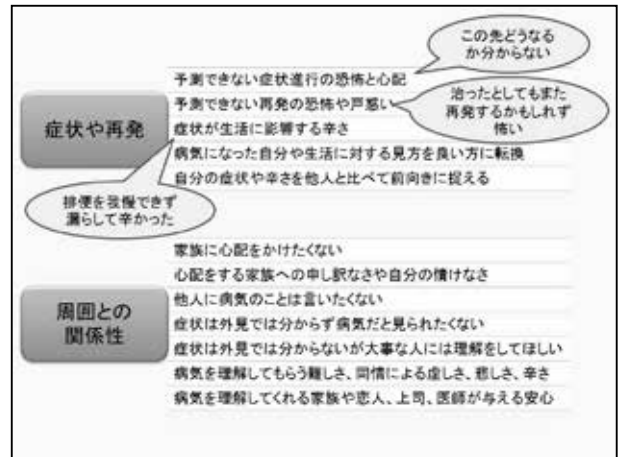 この先どうなる
か分からない
予測できない症状進行の恐怖と心配
予測できない再発の恐怖や戸惑い
治ったとしてもまた
再発するかもしれず
怖い
症状や再発
症状が生活に影響する辛さ
病気になった自分や生活に対する見方を良い方に転換
自分の症状や辛さを他人と比べて前向きに捉える
排便を我慢できず
漏らして辛かった
家族に心配をかけたくない
心配をする家族への申し訳なさや自分の情けなさ
他人に病気のことは言いたくない
周囲との
関係性
症状は外見では分からず病気だと見られたくない
症状は外見では分からないが大事な人には理解をしてほしい
病気を理解してもらう難しさ、同情による虚しさ、悲しさ、辛さ
病気を理解してくれる家族や恋人、上司、医師が与える安心